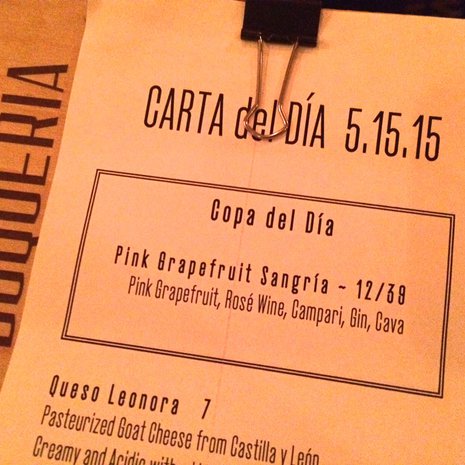 CARTA del DÍA 5.15.15
Copa del Día
Pink Grapefruit Sangría ~ 12/39
Pink Grapefruit, Rosé Wine, Campari, Gin, Cava
Queso Leonora 7
Pasteurized Goat Cheese from Castilla y León
Creamy and Acidic
OQUERIA